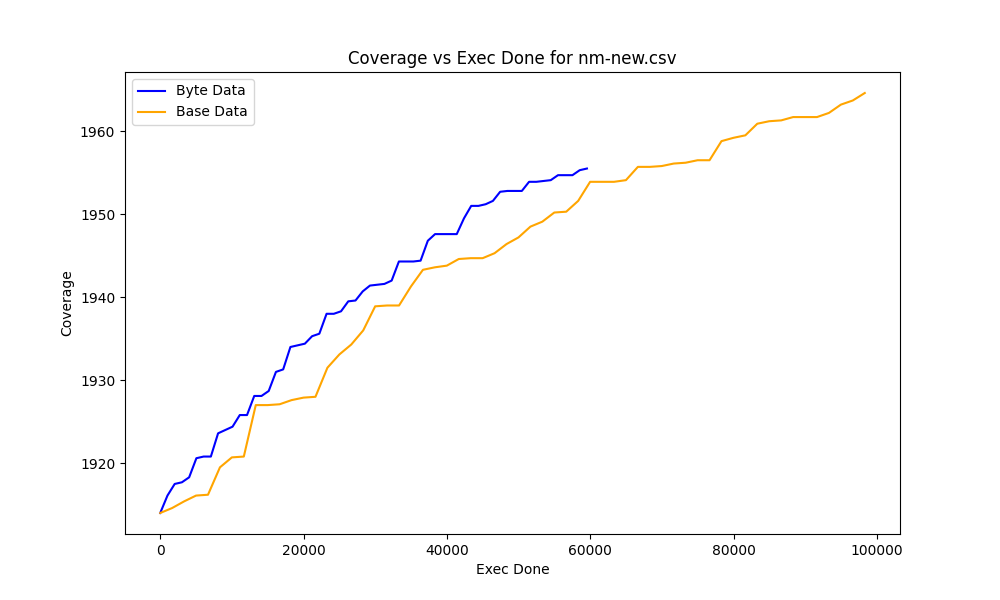 Coverage vs Exec Done for nm-new.csv
Byte Data
Base Data
1960
1950
1940
1930
1920
Coverage
0 20000 40000 60000 80000 100000
Exec Done